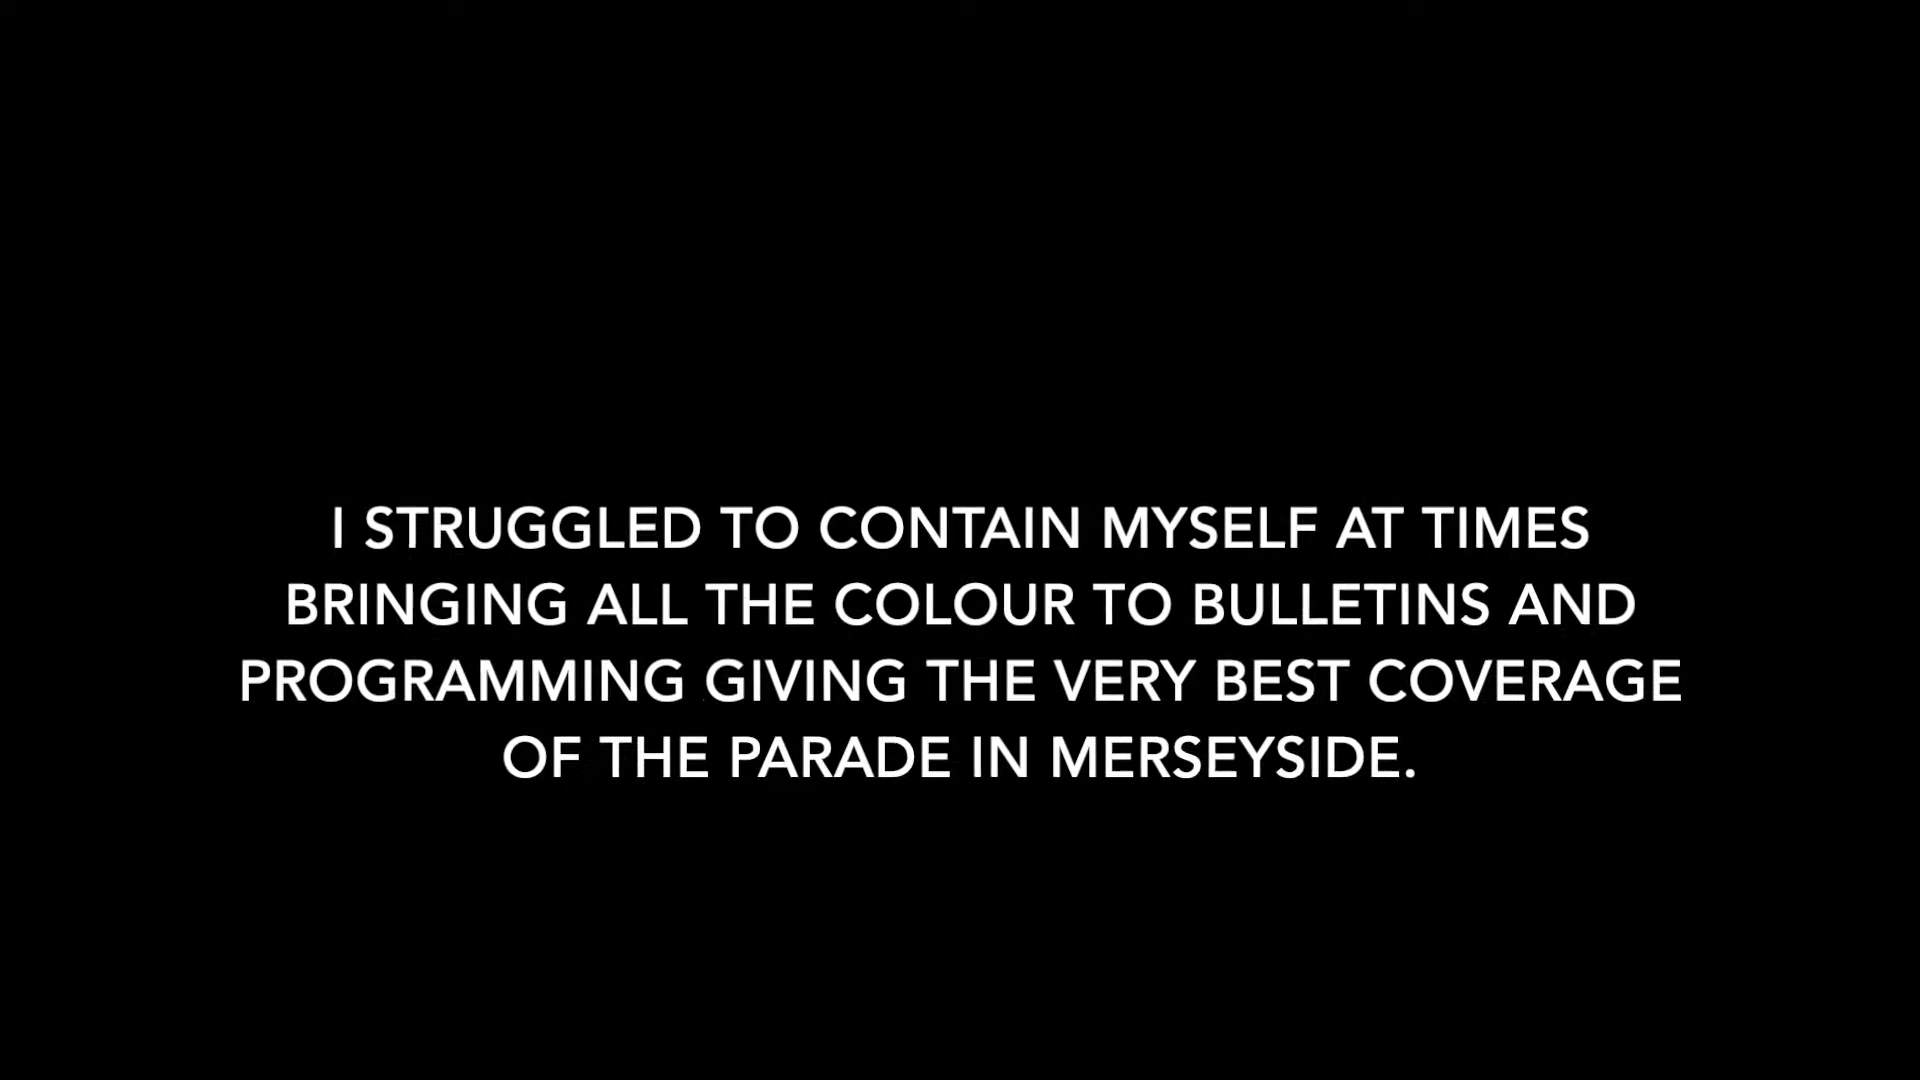 I STRUGGLED TO CONTAIN MYSELF AT TIMES
BRINGING ALL THE COLOUR TO BULLETINS AND
PROGRAMMING GIVING THE VERY BEST COVERAGE
OF THE PARADE IN MERSEYSIDE.